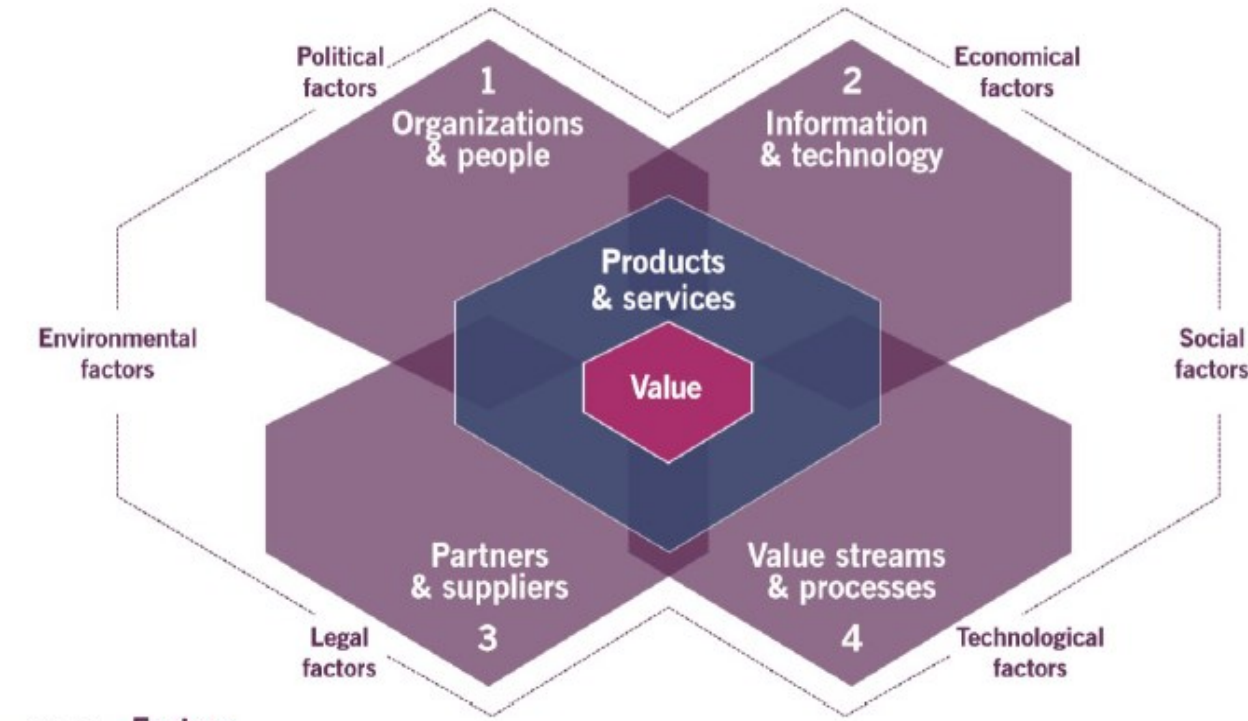 Political
factors
Economical
factors
1
Organizations
& people
2
Information
& technology
Products
& services
Environmental
factors
Value
Social
factors
Partners
& suppliers
3
Value streams
& processes
4
Legal
factors
Technological
factors